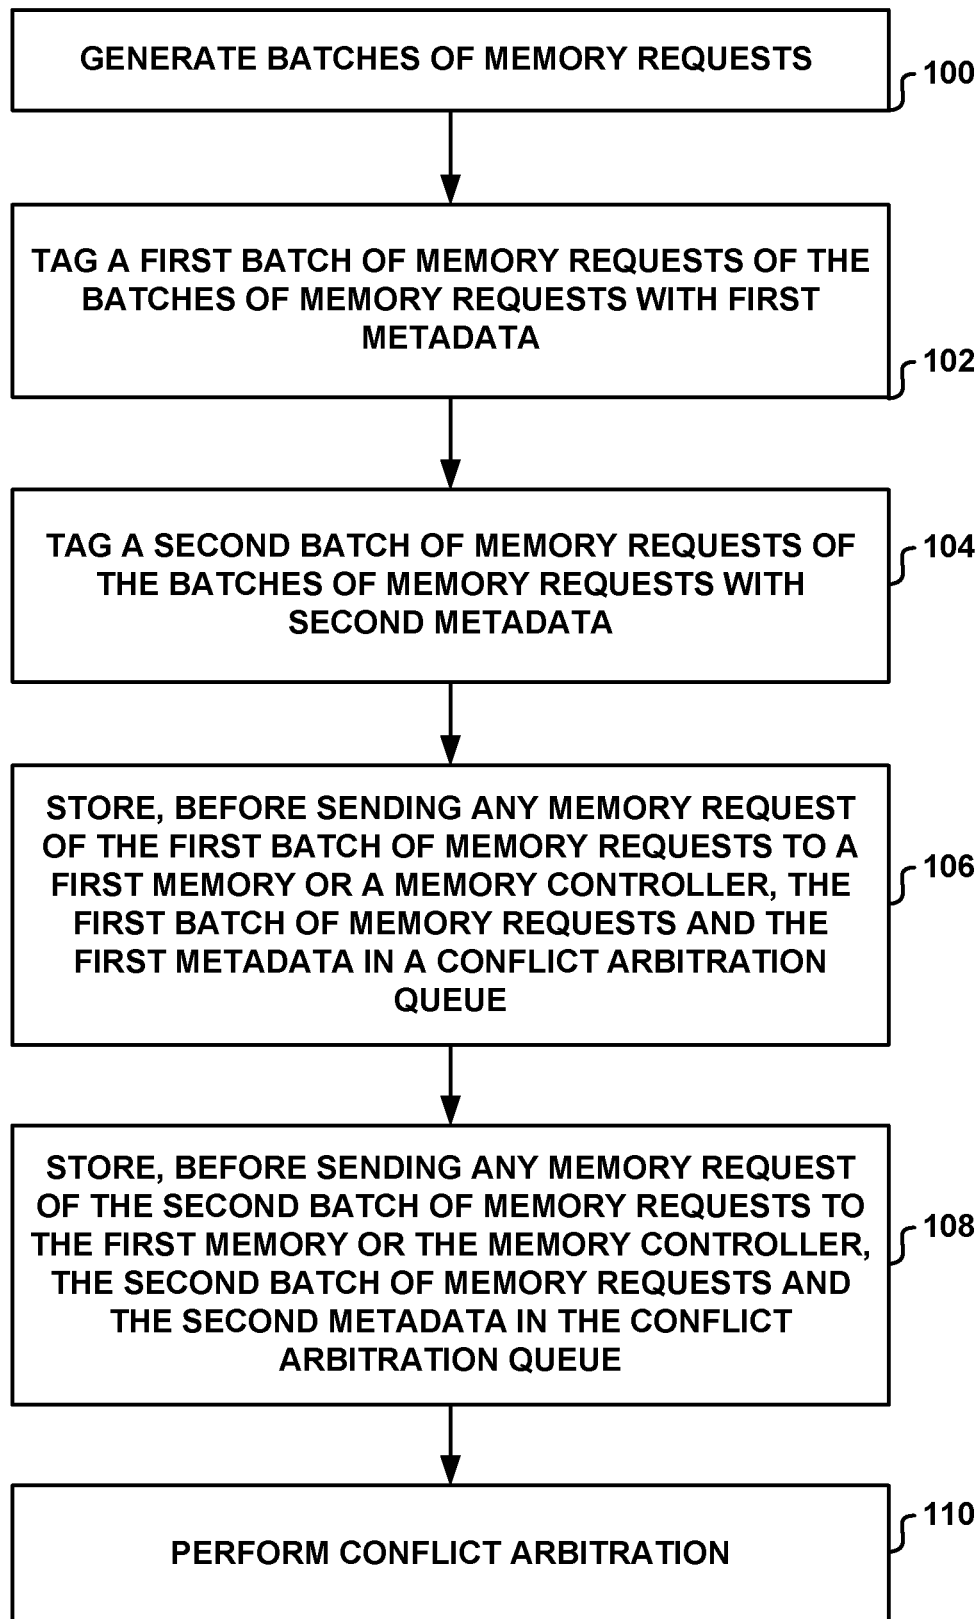 GENERATE BATCHES OF MEMORY REQUESTS
100
TAG A FIRST BATCH OF MEMORY REQUESTS OF THE
BATCHES OF MEMORY REQUESTS WITH FIRST
METADATA
102
TAG A SECOND BATCH OF MEMORY REQUESTS OF
THE BATCHES OF MEMORY REQUESTS WITH
SECOND METADATA
104
STORE, BEFORE SENDING ANY MEMORY REQUEST
OF THE FIRST BATCH OF MEMORY REQUESTS TO A
FIRST MEMORY OR A MEMORY CONTROLLER, THE
FIRST BATCH OF MEMORY REQUESTS AND THE
FIRST METADATA IN A CONFLICT ARBITRATION
QUEUE
106
STORE, BEFORE SENDING ANY MEMORY REQUEST
OF THE SECOND BATCH OF MEMORY REQUESTS TO
THE FIRST MEMORY OR THE MEMORY CONTROLLER,
THE SECOND BATCH OF MEMORY REQUESTS AND
THE SECOND METADATA IN THE CONFLICT
ARBITRATION QUEUE
108
PERFORM CONFLICT ARBITRATION
110